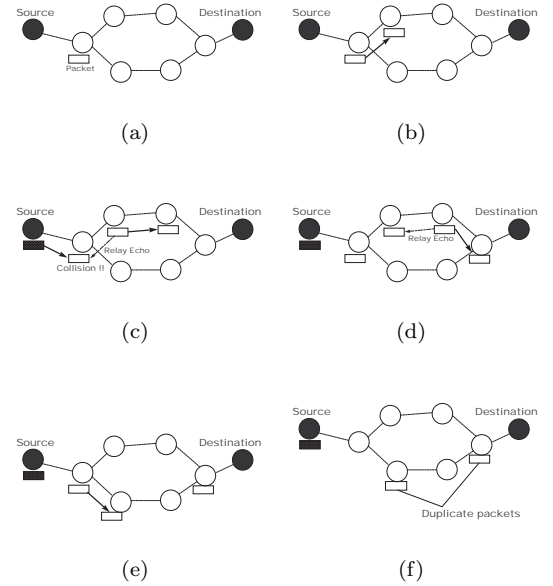 Source Destination
Packet
(a)
Source Destination
(b)
Source Destination
Relay Echo
Collision !!
(c)
Source Destination
Relay Echo
(d)
Source Destination
(e)
Source Destination
Duplicate packets
(f)